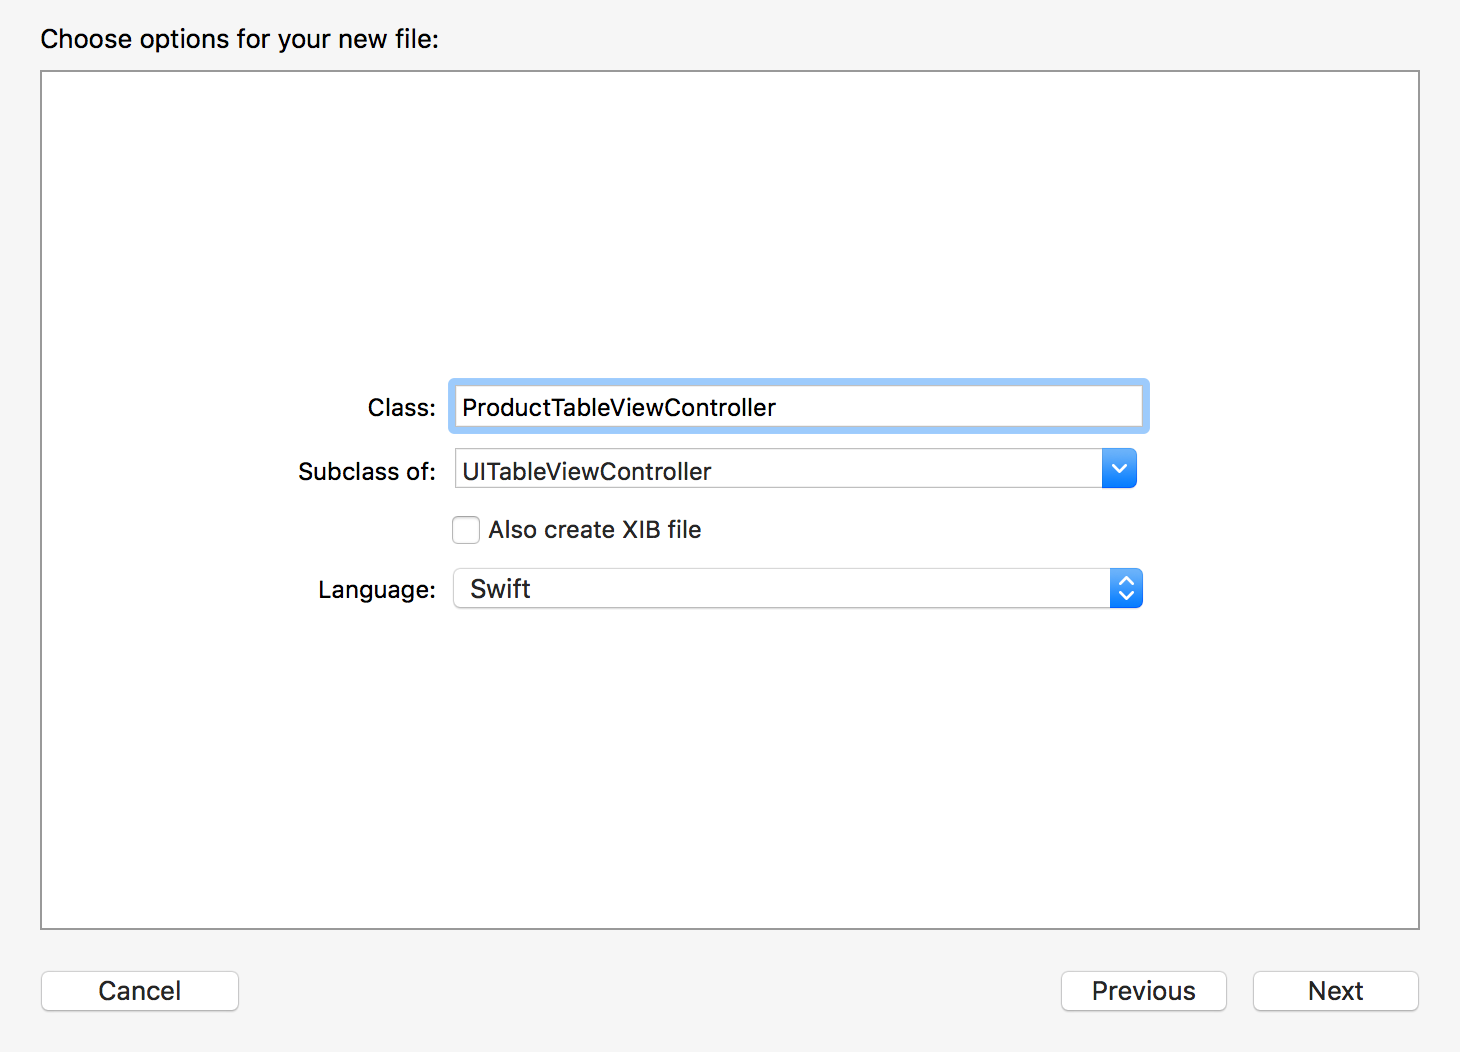 Choose options for your new file:
Class: ProductTableViewController
Subclass of: UITableViewController
Also create XIB file
Language: Swift
Cancel Previous Next